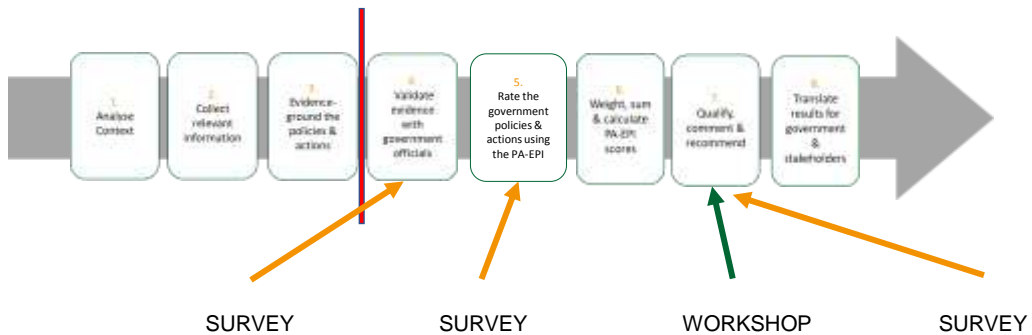 1.
Analyse
Context
2.
Collect
relevant
information
3.
Evidence-
ground the
policies &
actions
4.
Validate
evidence with
government
officials
5.
Rate the
government
policies &
actions using
the PA-EPI
6.
Weight, sum
& calculate
PA-EPI
scores
7.
Qualify,
comment &
recommend
8.
Translate
results for
government
&
stakeholders
SURVEY
SURVEY
WORKSHOP
SURVEY